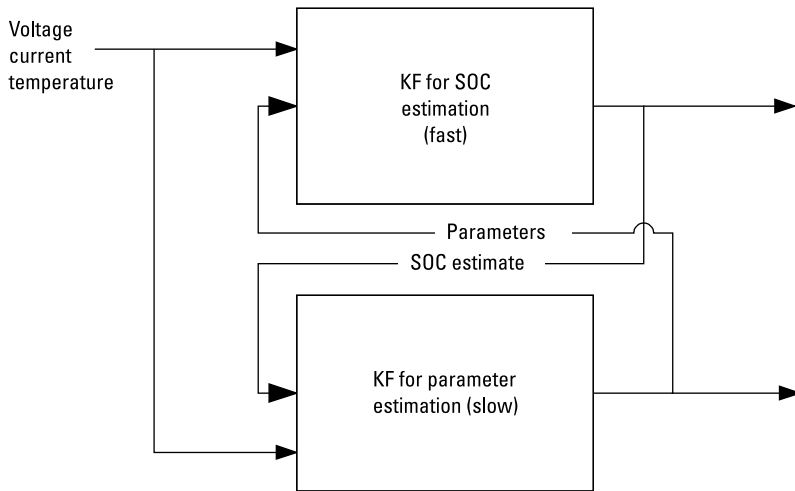 Voltage
current
temperature
KF for SOC
estimation
(fast)
Parameters
SOC estimate
KF for parameter
estimation (slow)